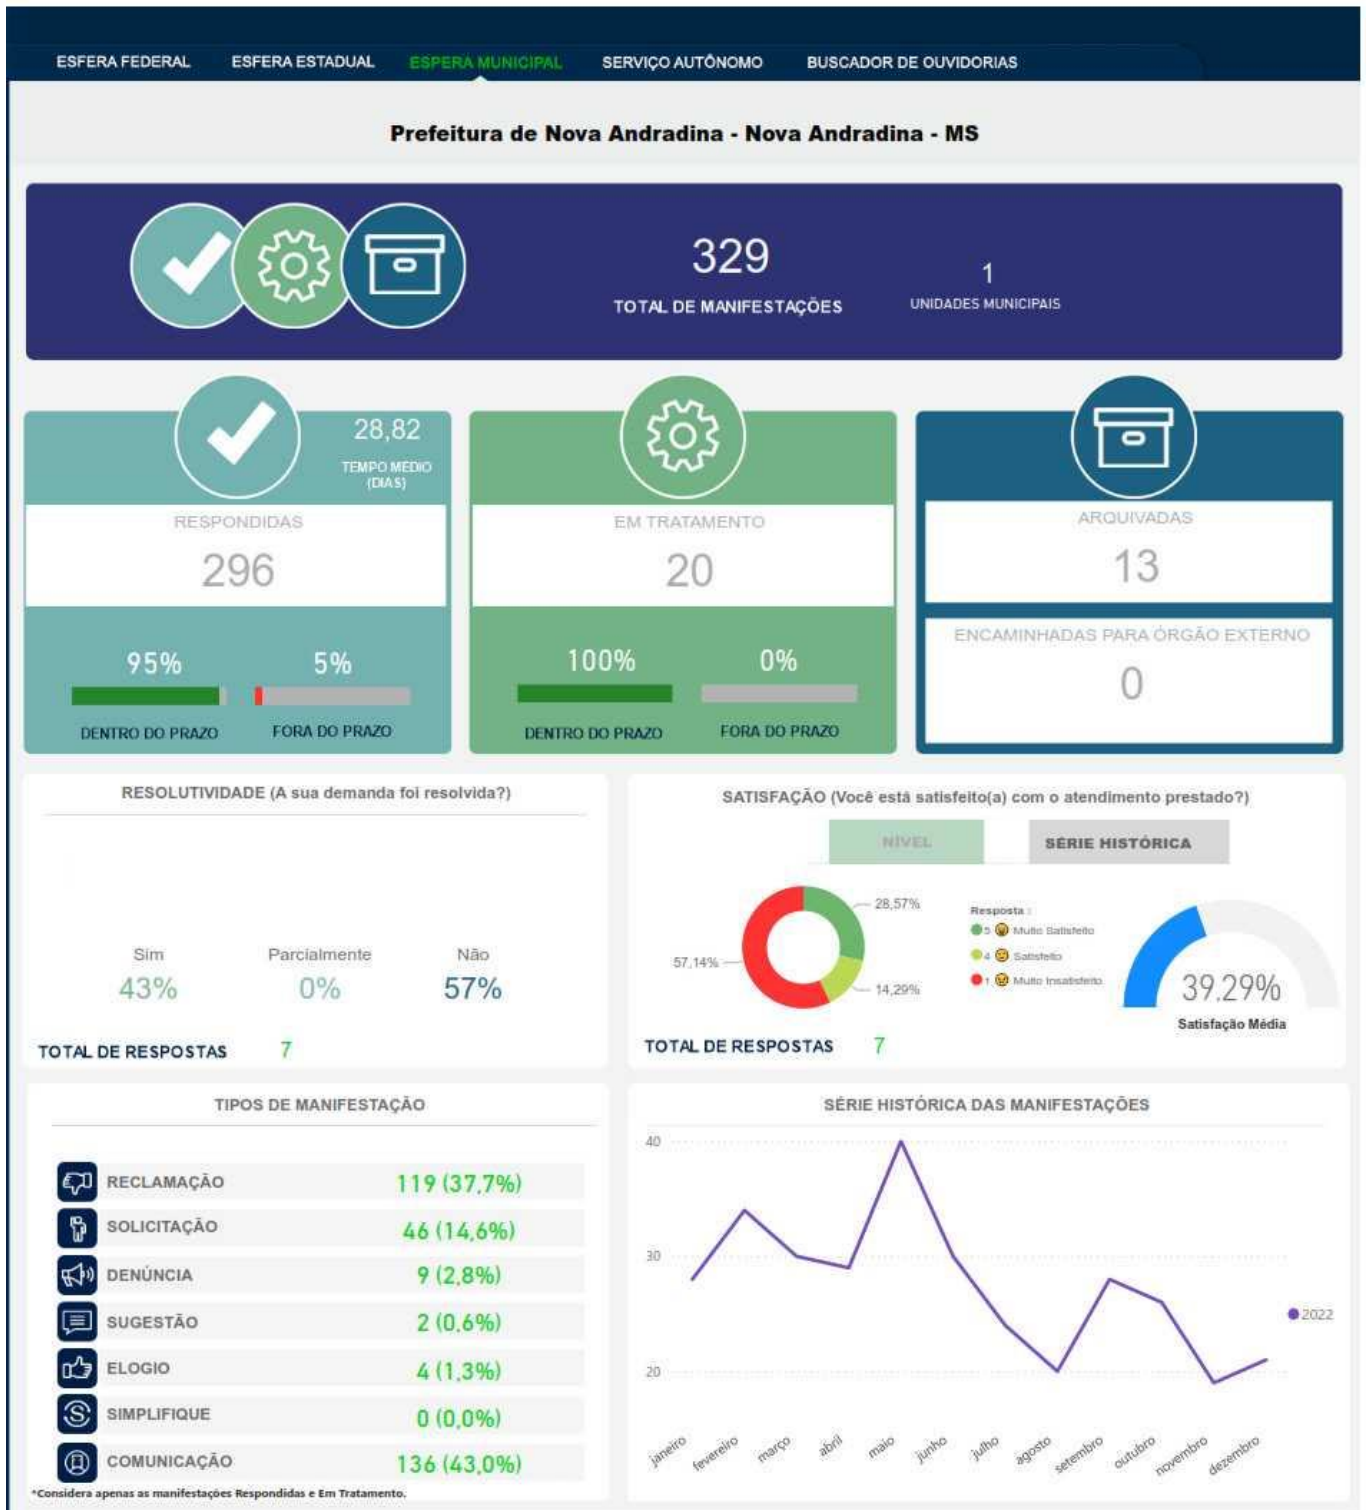 ESFERA FEDERAL ESFERA ESTADUAL ESPERA MUNICIPAL SERVIÇO AUTÔNOMO BUSCADOR DE OUVIDORIAS
Prefeitura de Nova Andradina - Nova Andradina - MS
329
TOTAL DE MANIFESTAÇÕES
1
UNIDADES MUNICIPAIS
28,82
TEMPO MÉDIO
(DIAS)
RESPONDIDAS
296
95% 5%
DENTRO DO PRAZO FORA DO PRAZO
EM TRATAMENTO
20
100% 0%
DENTRO DO PRAZO FORA DO PRAZO
ARQUIVADAS
13
ENCAMINHADAS PARA ÓRGÃO EXTERNO
0
RESOLUTIVIDADE (A sua demanda foi resolvida?)
Sim Parcialmente Não
43% 0% 57%
TOTAL DE RESPOSTAS 7
SATISFAÇÃO (Você está satisfeito(a) com o atendimento prestado?)
NÍVEL SÉRIE HISTÓRICA
28,57%
57,14%
14,29%
Resposta :
5 Muito Satisfeito
4 Satisfeito
1 Muito Insatisfeito
39,29%
Satisfação Média
TOTAL DE RESPOSTAS 7
TIPOS DE MANIFESTAÇÃO
RECLAMAÇÃO 119 (37,7%)
SOLICITAÇÃO 46 (14,6%)
DENÚNCIA 9 (2,8%)
SUGESTÃO 2 (0,6%)
ELOGIO 4 (1,3%)
SIMPLIFIQUE 0 (0,0%)
COMUNICAÇÃO 136 (43,0%)
*Considera apenas as manifestações Respondidas e Em Tratamento.
SÉRIE HISTÓRICA DAS MANIFESTAÇÕES
40
30
20
2022
janeiro fevereiro março abril maio junho julho agosto setembro outubro novembro dezembro